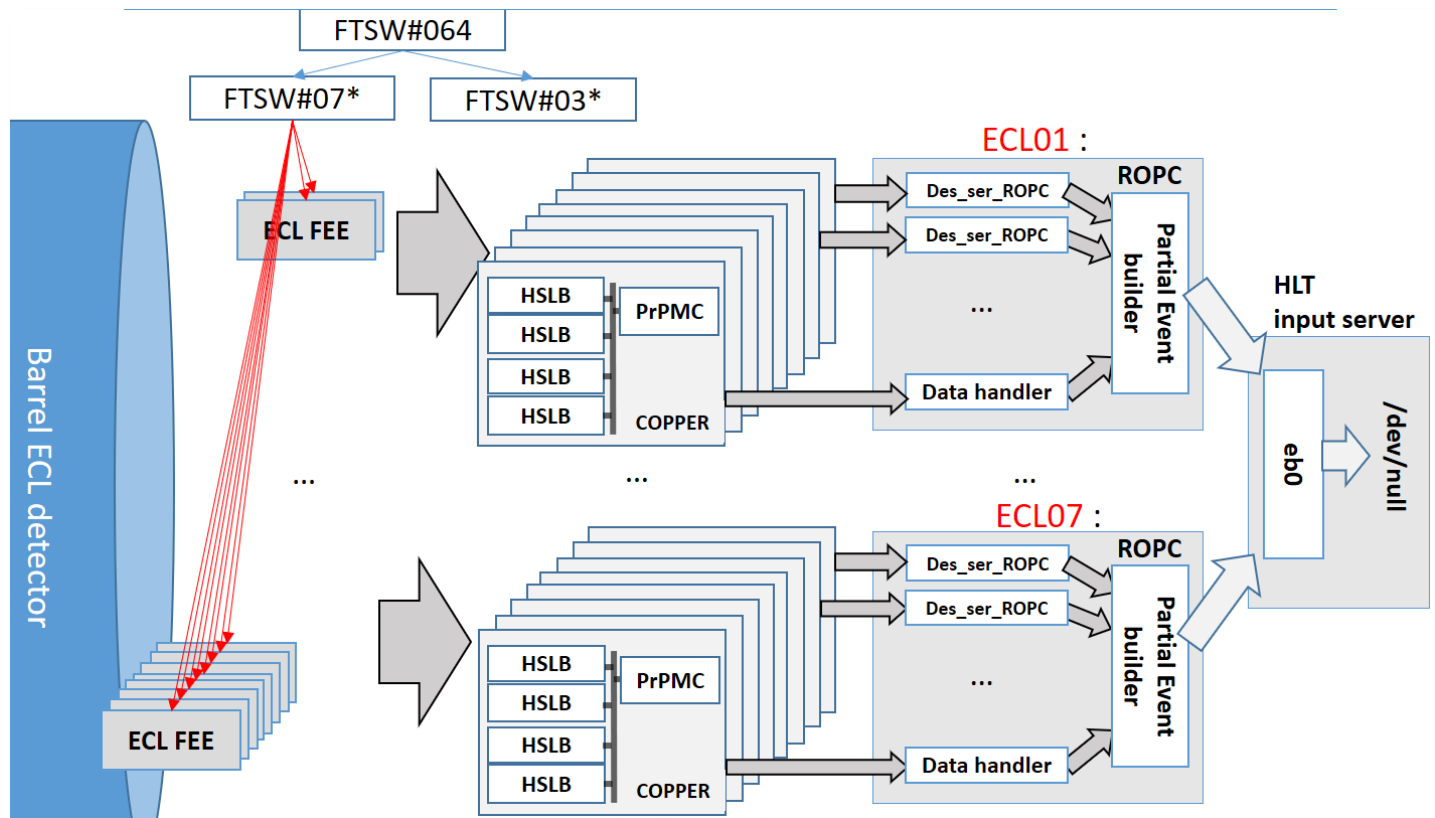 FTSW#064
FTSW#07*
FTSW#03*
ECL01 :
ROPC
Des_ser_ROPC
Des_ser_ROPC
...
Data handler
Partial Event
builder
ECL FEE
HSLB
HSLB
HSLB
HSLB
PrPMC
COPPER
HLT
input server
eb0
/dev/null
Barrel ECL detector
...
...
...
ECL07 :
ROPC
Des_ser_ROPC
Des_ser_ROPC
...
Data handler
Partial Event
builder
ECL FEE
HSLB
HSLB
HSLB
HSLB
PrPMC
COPPER